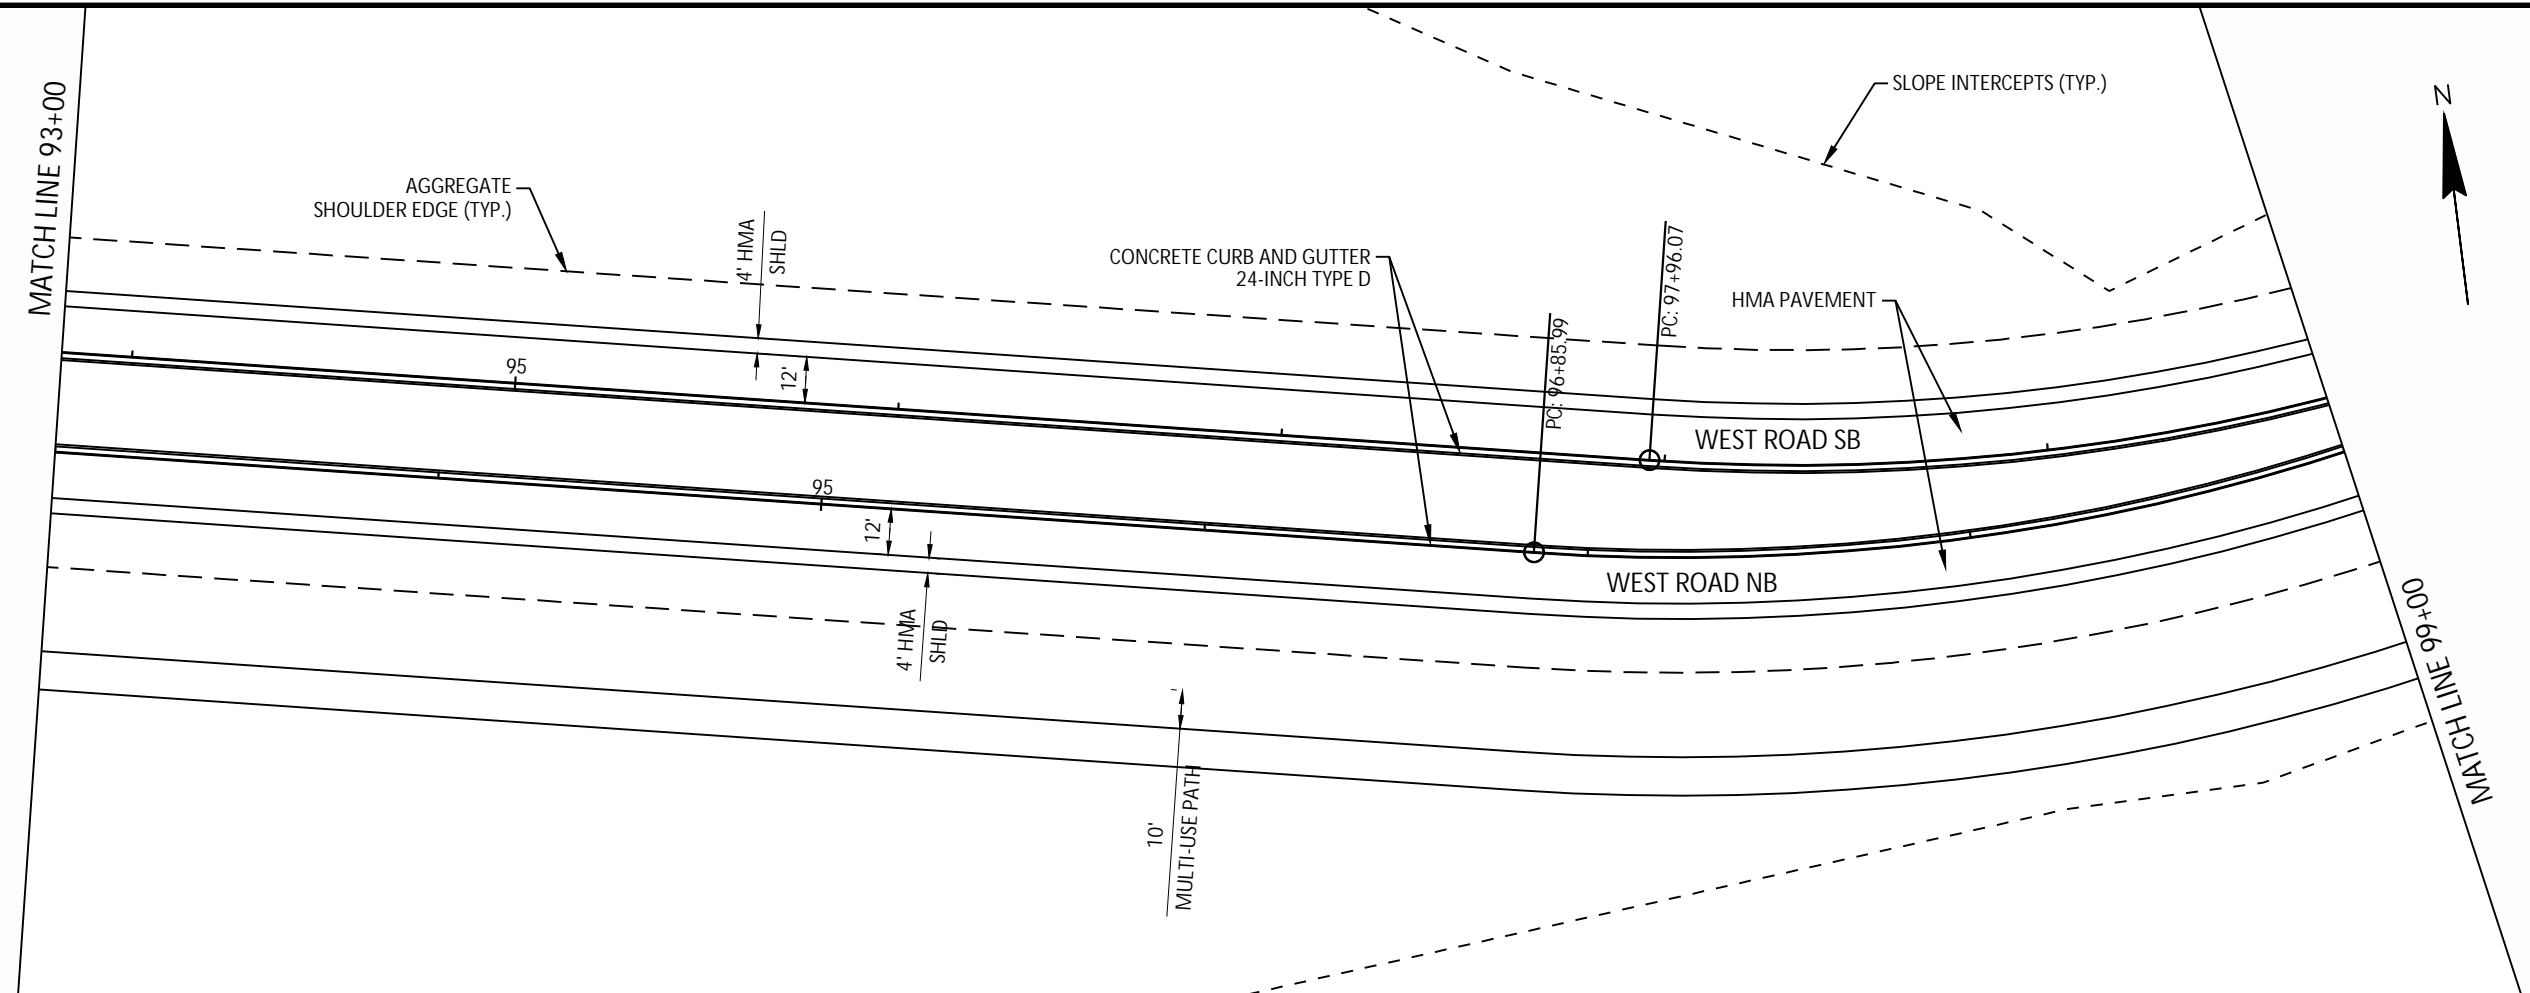 MATCH LINE 93+00
AGGREGATE
SHOULDER EDGE (TYP.)
4' HMA
SHLD
12'
95
CONCRETE CURB AND GUTTER
24-INCH TYPE D
PC: 96+85.99
PC: 97+96.07
SLOPE INTERCEPTS (TYP.)
HMA PAVEMENT
N
WEST ROAD SB
95
12'
4' HMA
SHLD
WEST ROAD NB
10'
MULTI-USE PATH
MATCH LINE 99+00